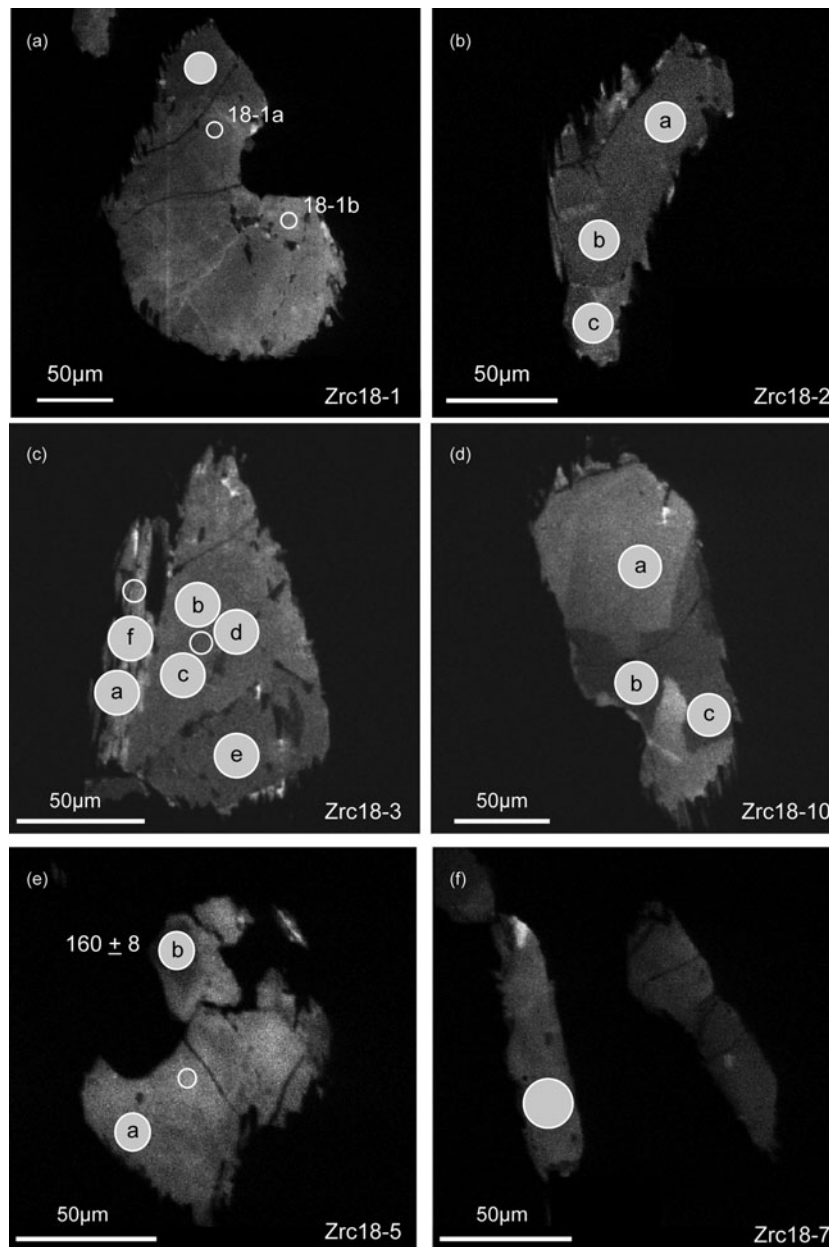 (a)
18-1a
18-1b
50µm
Zrc18-1
(b)
a
b
c
50µm
Zrc18-2
(c)
b
d
f
c
a
e
50µm
Zrc18-3
(d)
a
b
c
50µm
Zrc18-10
(e)
b
160 ± 8
a
50µm
Zrc18-5
(f)
50µm
Zrc18-7